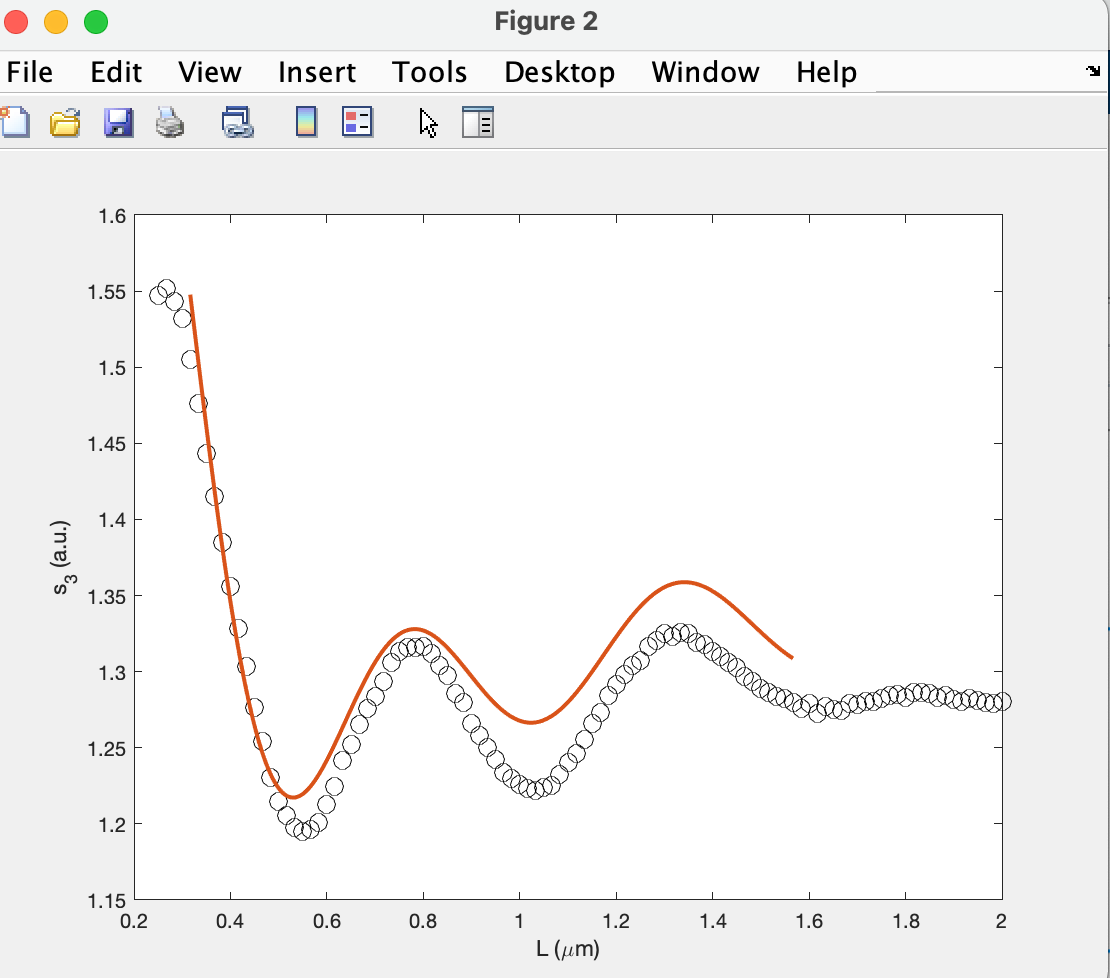 Figure 2
File Edit View Insert Tools Desktop Window Help
1.6
1.55
1.5
1.45
1.4
1.35
1.3
1.25
1.2
1.15
s3 (a.u.)
0.2 0.4 0.6 0.8 1 1.2 1.4 1.6 1.8 2
L (μm)